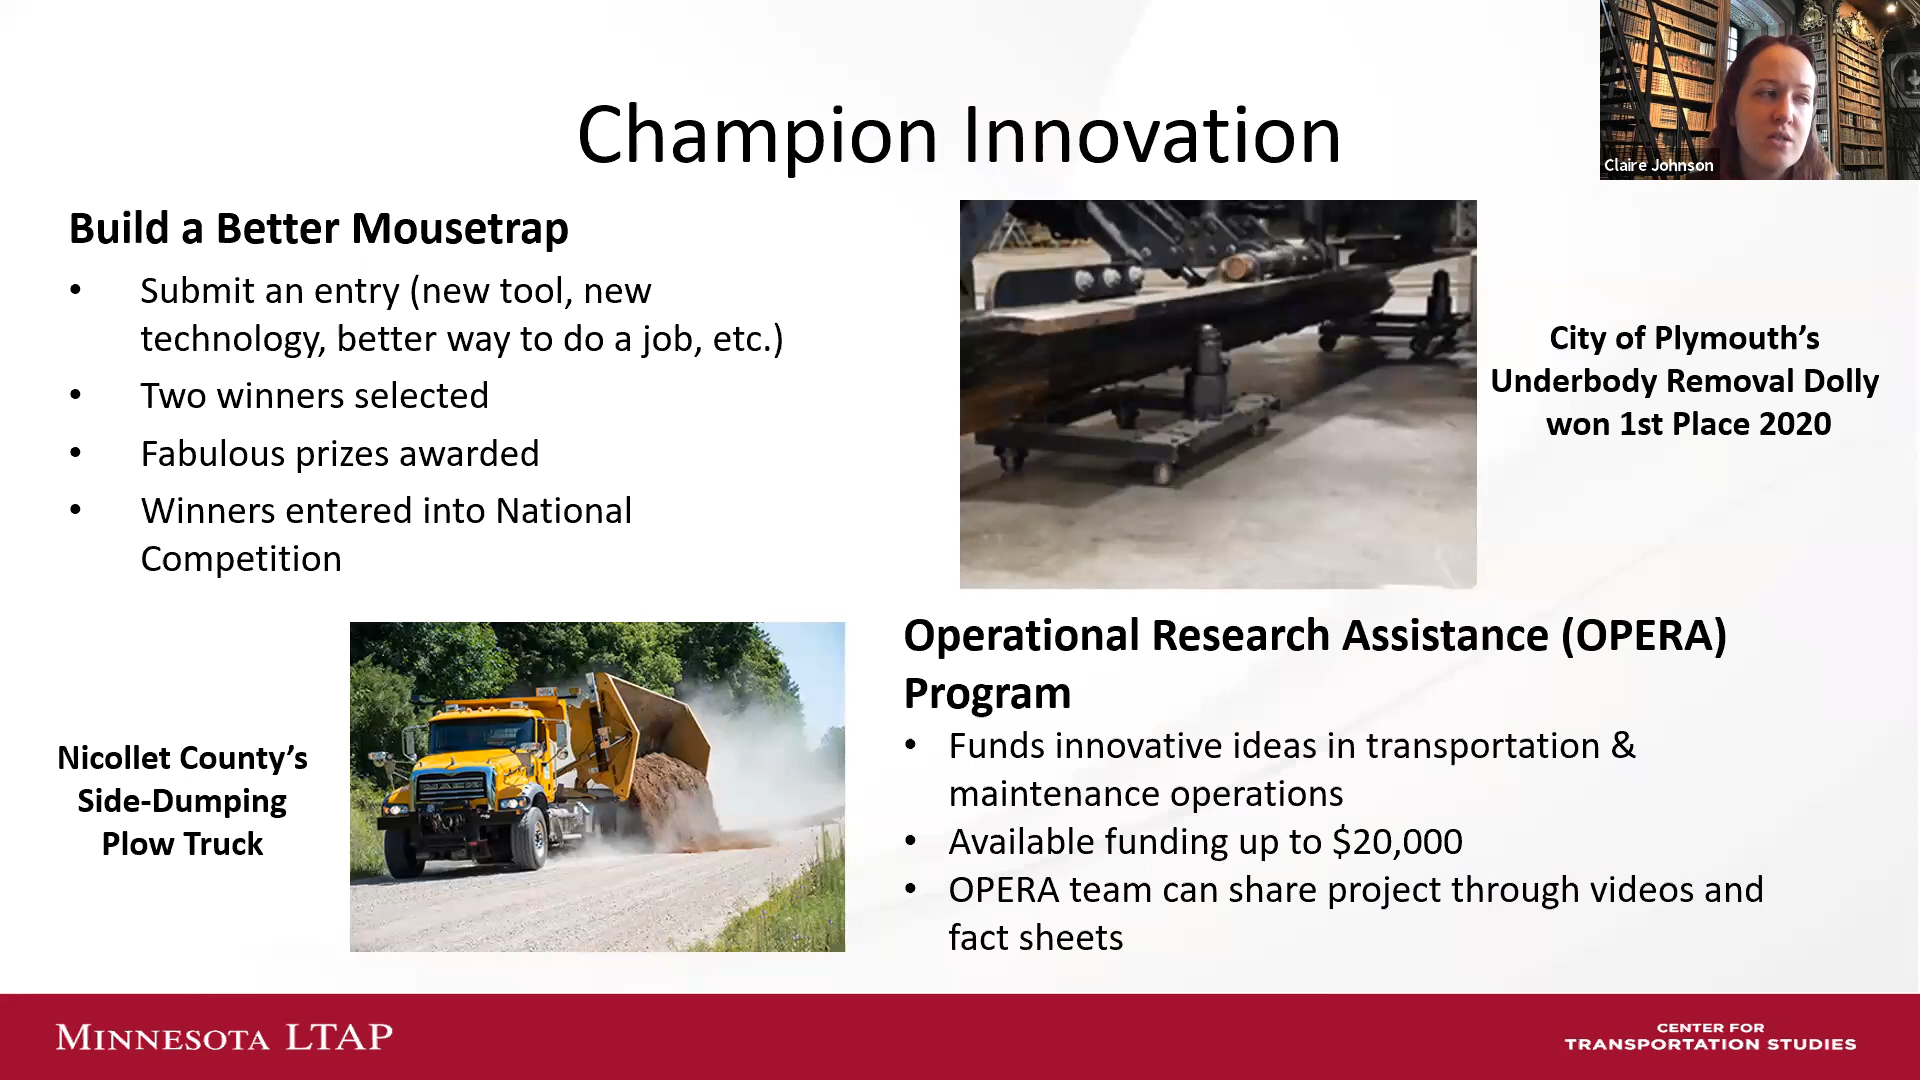 Champion Innovation
Claire Johnson
Build a Better Mousetrap
• Submit an entry (new tool, new
technology, better way to do a job, etc.)
• Two winners selected
• Fabulous prizes awarded
• Winners entered into National
Competition
City of Plymouth’s
Underbody Removal Dolly
won 1st Place 2020
Nicollet County’s
Side-Dumping
Plow Truck
Operational Research Assistance (OPERA)
Program
• Funds innovative ideas in transportation &
maintenance operations
• Available funding up to $20,000
• OPERA team can share project through videos and
fact sheets
MINNESOTA LTAP
CENTER FOR
TRANSPORTATION STUDIES